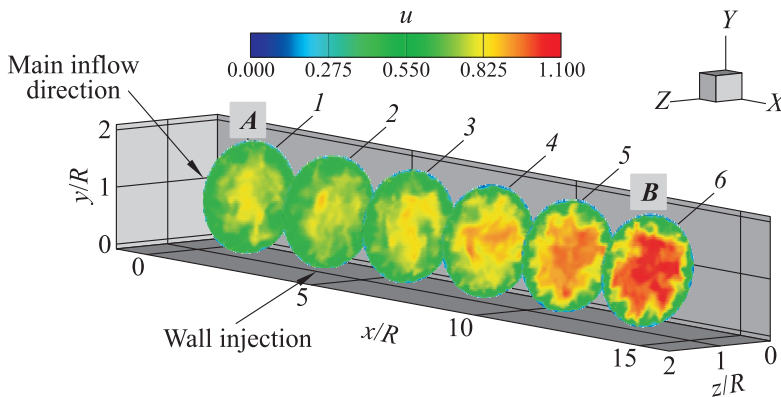 u
0.000 0.275 0.550 0.825 1.100
Y
Z X
Main inflow
direction
A 1 2 3 4 5 B 6
2
1
0
y/R
0 5 10 15
x/R
Wall injection
2 1 0
z/R